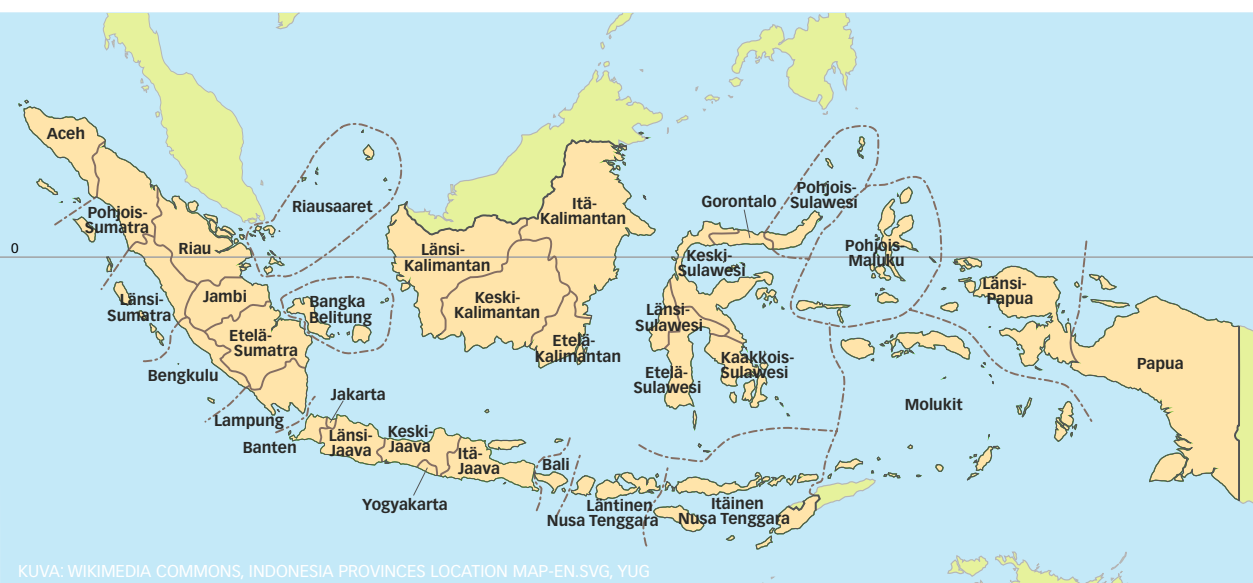 Aceh
Pohjois-
Sumatra
Riau
Riausaaret
0
Jambi
Länsi-
Sumatra
Bangka
Belitung
Etelä-
Sumatra
Bengkulu
Lampung
Banten
Jakarta
Länsi-
Jaava
Keski-
Jaava
Itä-
Jaava
Yogyakarta
Bali
Läntinen
Nusa Tenggara
Itäinen
Nusa Tenggara
Länsi-
Kalimantan
Keski-
Kalimantan
Itä-
Kalimantan
Etelä-
Kalimantan
Gorontalo
Pohjois-
Sulawesi
Keski-
Sulawesi
Länsi-
Sulawesi
Etelä-
Sulawesi
Kaakkois-
Sulawesi
Pohjois-
Maluku
Molukit
Länsi-
Papua
Papua
KUVA: WIKIMEDIA COMMONS, INDONESIA PROVINCES LOCATION MAP-EN.SVG, YUG